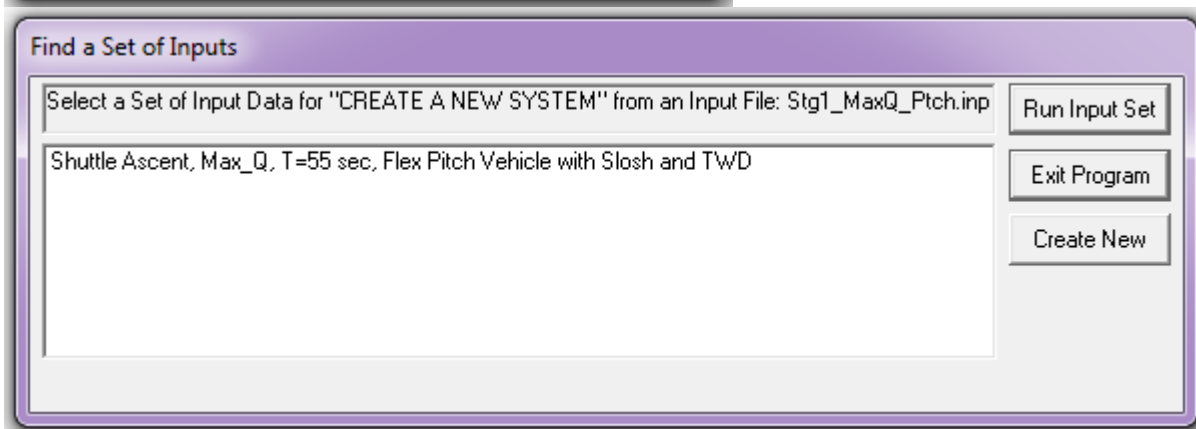 Find a Set of Inputs
Select a Set of Input Data for "CREATE A NEW SYSTEM" from an Input File: Stg1_MaxQ_Ptch.inp
Run Input Set
Shuttle Ascent, Max_Q, T=55 sec, Flex Pitch Vehicle with Slosh and TWD
Exit Program
Create New